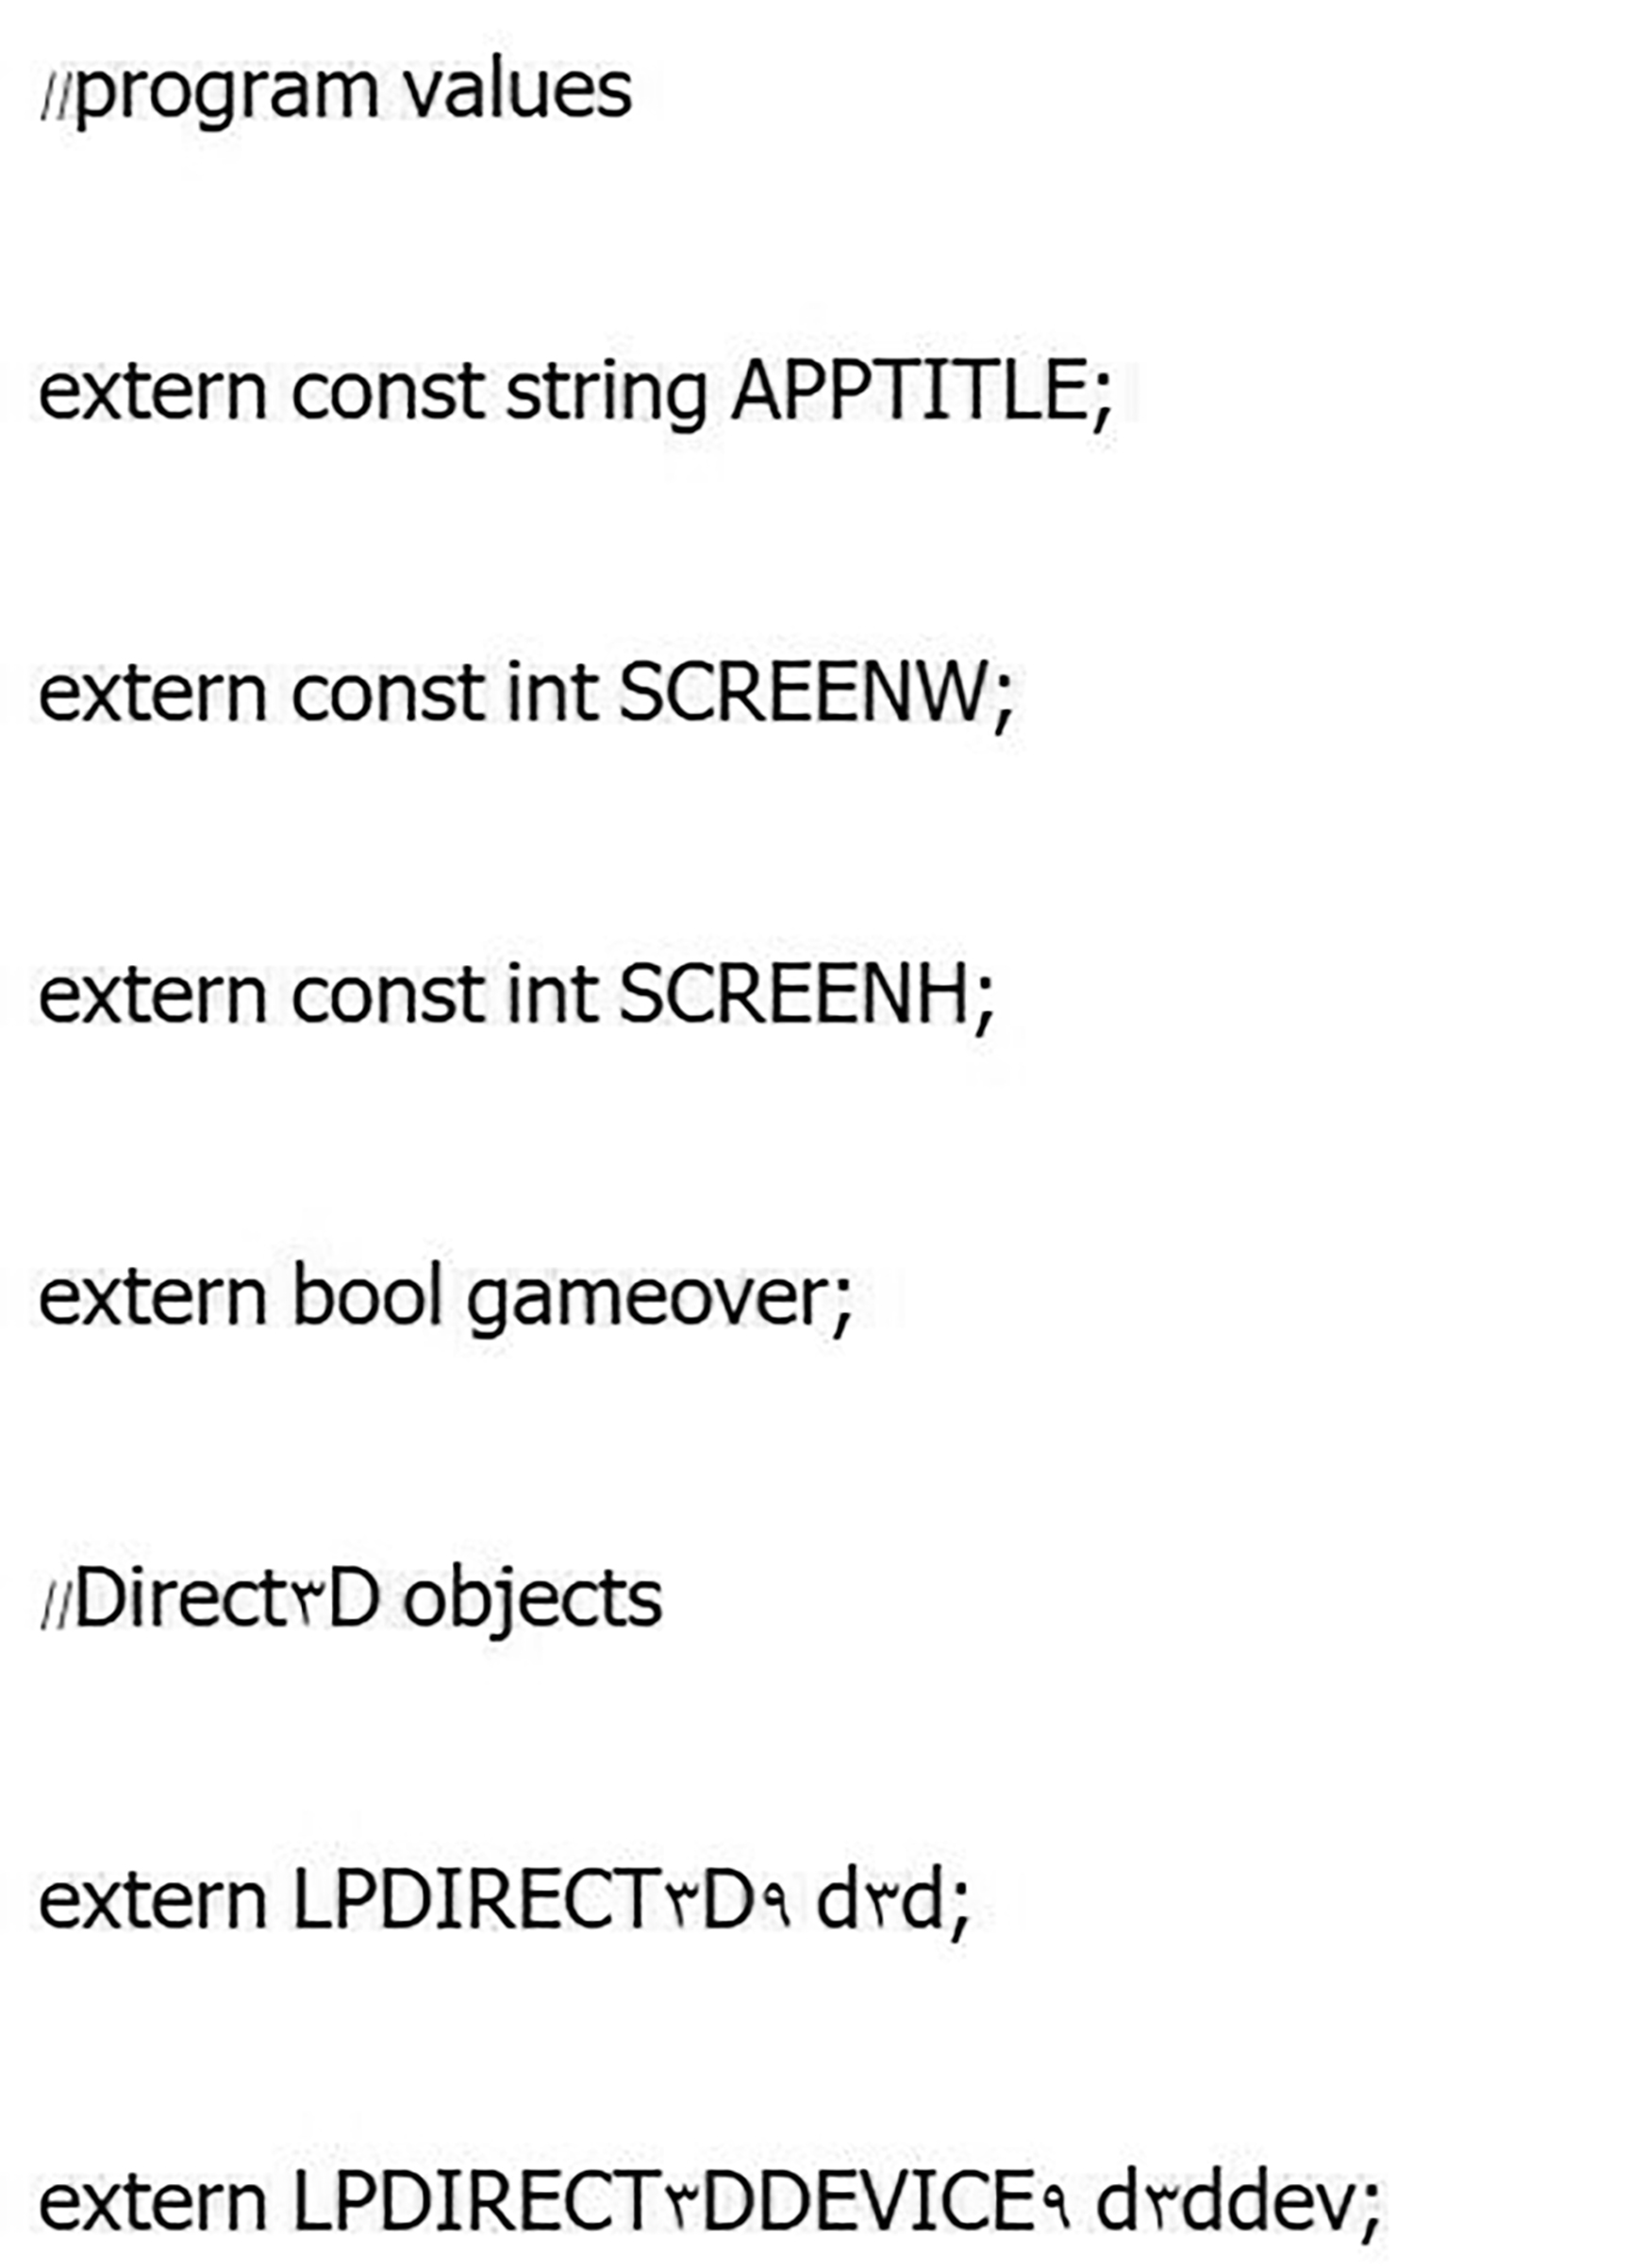 //program values
extern const string APPTITLE;
extern const int SCREENW;
extern const int SCREENH;
extern bool gameover;
//Direct۳D objects
extern LPDIRECT۳D۹ d۳d;
extern LPDIRECT۳DDEVICE۹ d۳ddev;